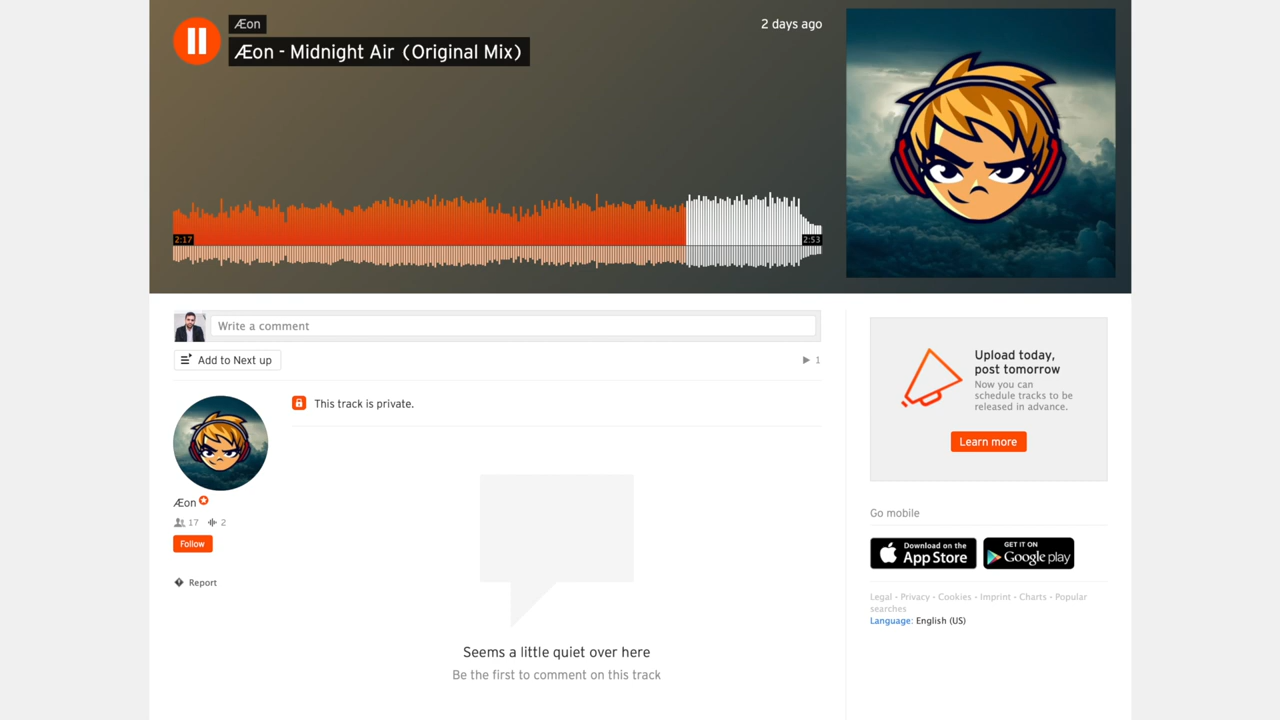 Æon
Æon - Midnight Air (Original Mix)
2 days ago
2:17
2:53
Write a comment
Add to Next up
1
This track is private.
Æon
17
2
Follow
Report
Seems a little quiet over here
Be the first to comment on this track
Upload today,
post tomorrow
Now you can
schedule tracks to be
released in advance.
Learn more
Go mobile
Download on the
App Store
GET IT ON
Google play
Legal - Privacy - Cookies - Imprint - Charts - Popular
searches
Language: English (US)